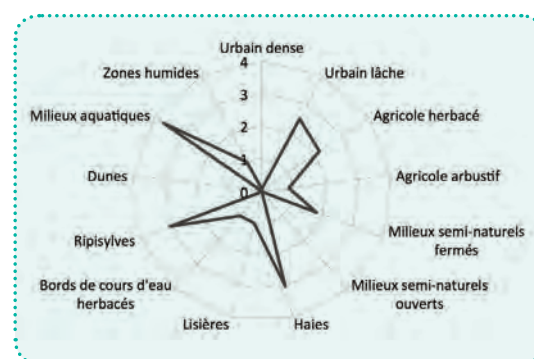 Urbain dense
4
Zones humides
Urbain lâche
3
Milieux aquatiques
Agricole herbacé
2
1
Dunes
0
Agricole arbustif
Ripisylves
Milieux semi-naturels
fermés
Bords de cours d'eau
herbacés
Milieux semi-naturels
ouverts
Lisières
Haies